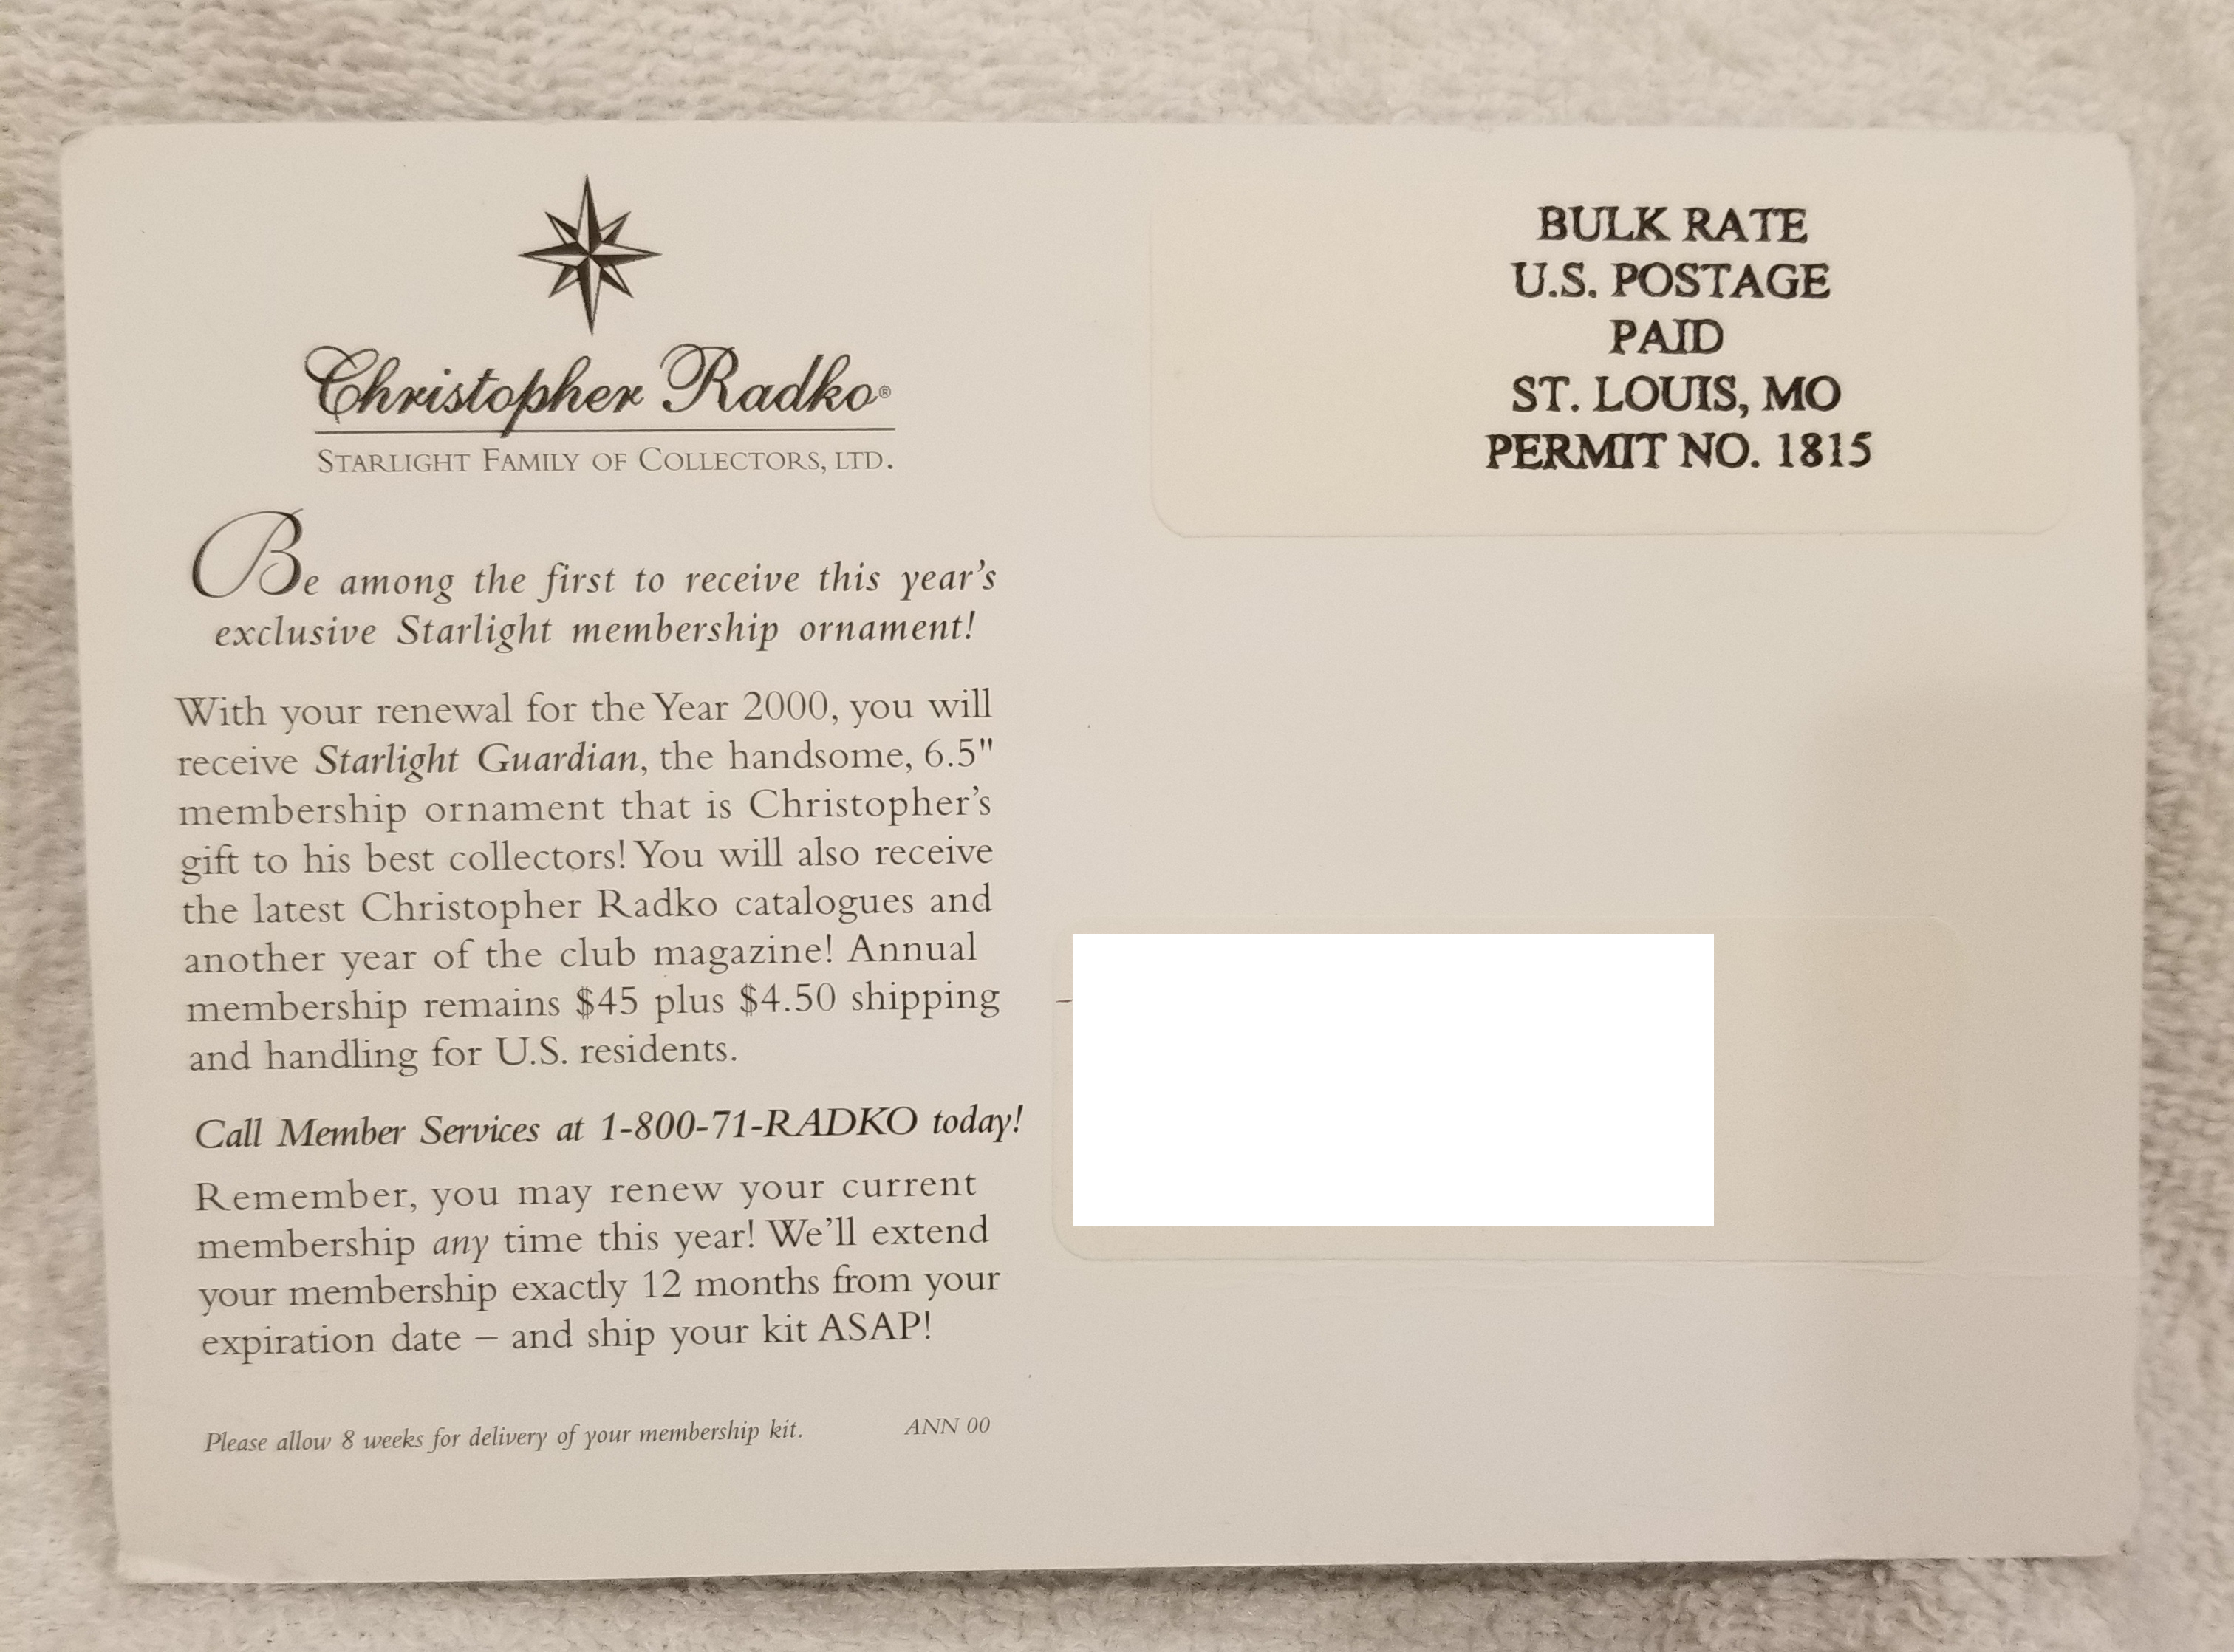 Christopher Radko®
STARLIGHT FAMILY OF COLLECTORS, LTD.
Be among the first to receive this year's
exclusive Starlight membership ornament!
With your renewal for the Year 2000, you will
receive Starlight Guardian, the handsome, 6.5"
membership ornament that is Christopher's
gift to his best collectors! You will also receive
the latest Christopher Radko catalogues and
another year of the club magazine! Annual
membership remains $45 plus $4.50 shipping
and handling for U.S. residents.
Call Member Services at 1-800-71-RADKO today!
Remember, you may renew your current
membership any time this year! We'll extend
your membership exactly 12 months from your
expiration date – and ship your kit ASAP!
Please allow 8 weeks for delivery of your membership kit. ANN 00
BULK RATE
U.S. POSTAGE
PAID
ST. LOUIS, MO
PERMIT NO. 1815